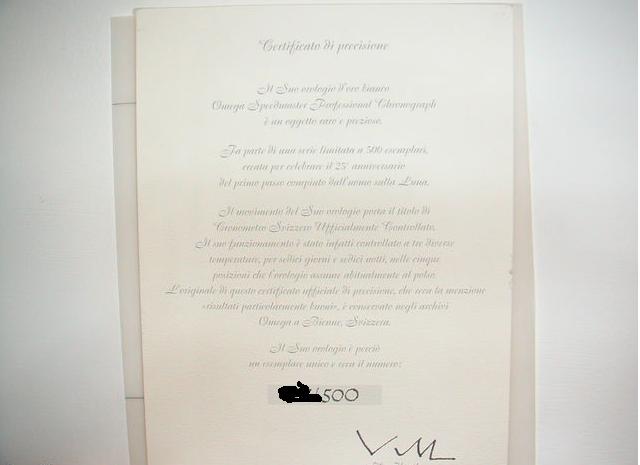 Certificato di precisione
Il Suo orologio d'oro bianco
Omega Speedmaster Professional Chronograph
è un oggetto raro e prezioso.
Fa parte di una serie limitata a 500 esemplari,
creata per celebrare il 25° anniversario
del primo passo compiuto dall'uomo sulla Luna.
Il movimento del Suo orologio porta il titolo di
Cronometro Svizzero Ufficialmente Controllato.
Il suo funzionamento è stato infatti controllato a tre diverse
temperature, per sedici giorni e sedici notti, nelle cinque
posizioni che l'orologio assume abitualmente al polso.
L'originale di questo certificato ufficiale di precisione, che reca la menzione
«risultati particolarmente buoni», è conservato negli archivi
Omega a Bienne, Svizzera.
Il Suo orologio è perciò
un esemplare unico e reca il numero:
/500